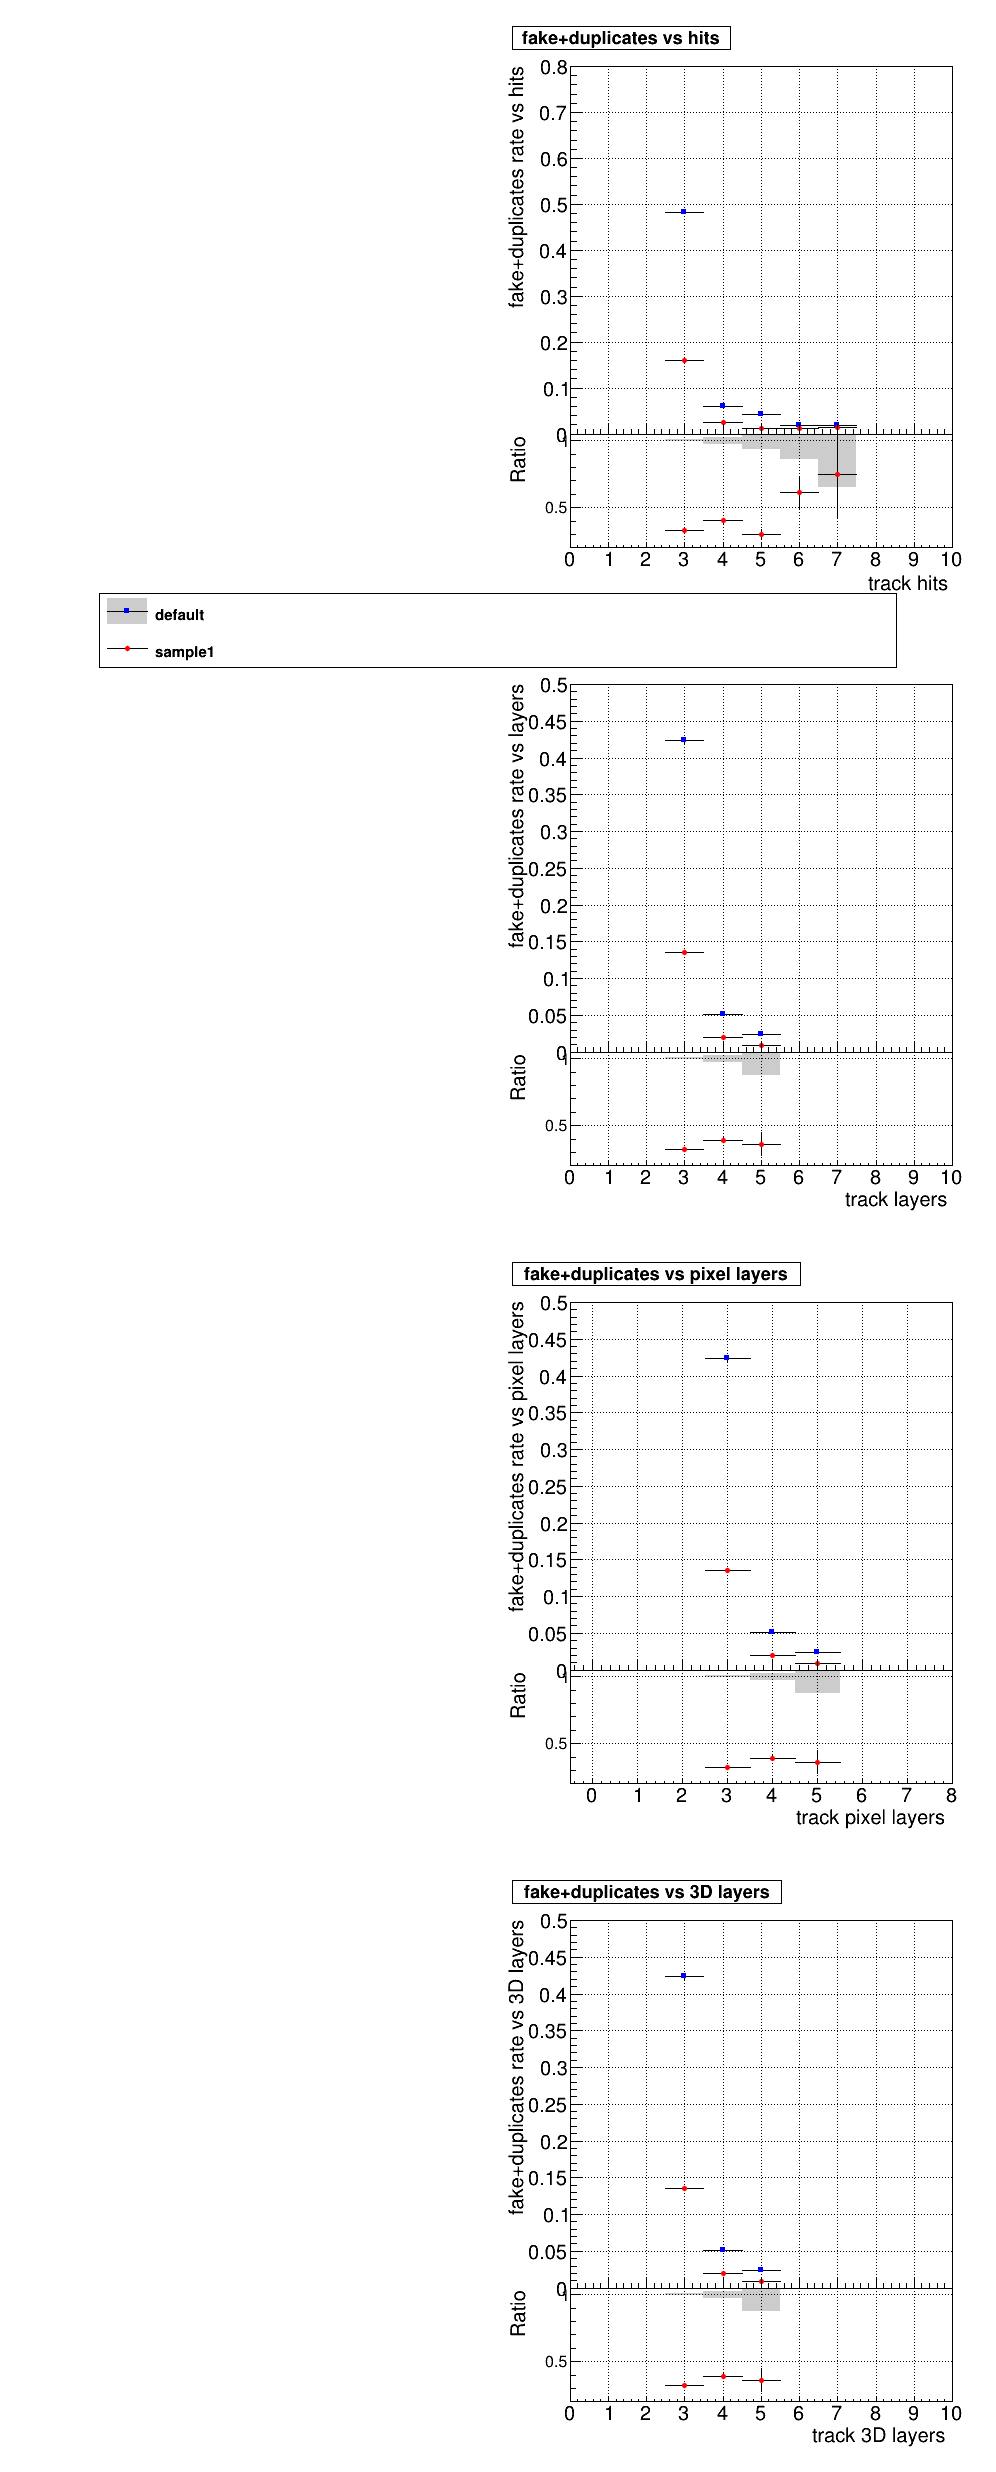 fake+duplicates vs hits
fake+duplicates rate vs hits
0.8
0.7
0.6
0.5
0.4
0.3
0.2
0.1
0
Ratio
1
0.5
0 1 2 3 4 5 6 7 8 9 10
track hits
default
sample1
fake+duplicates rate vs layers
0.5
0.45
0.4
0.35
0.3
0.25
0.2
0.15
0.1
0.05
0
Ratio
1
0.5
0 1 2 3 4 5 6 7 8 9 10
track layers
fake+duplicates vs pixel layers
fake+duplicates rate vs pixel layers
0.5
0.45
0.4
0.35
0.3
0.25
0.2
0.15
0.1
0.05
0
Ratio
1
0.5
0 1 2 3 4 5 6 7 8
track pixel layers
fake+duplicates vs 3D layers
fake+duplicates rate vs 3D layers
0.5
0.45
0.4
0.35
0.3
0.25
0.2
0.15
0.1
0.05
0
Ratio
1
0.5
0 1 2 3 4 5 6 7 8 9 10
track 3D layers